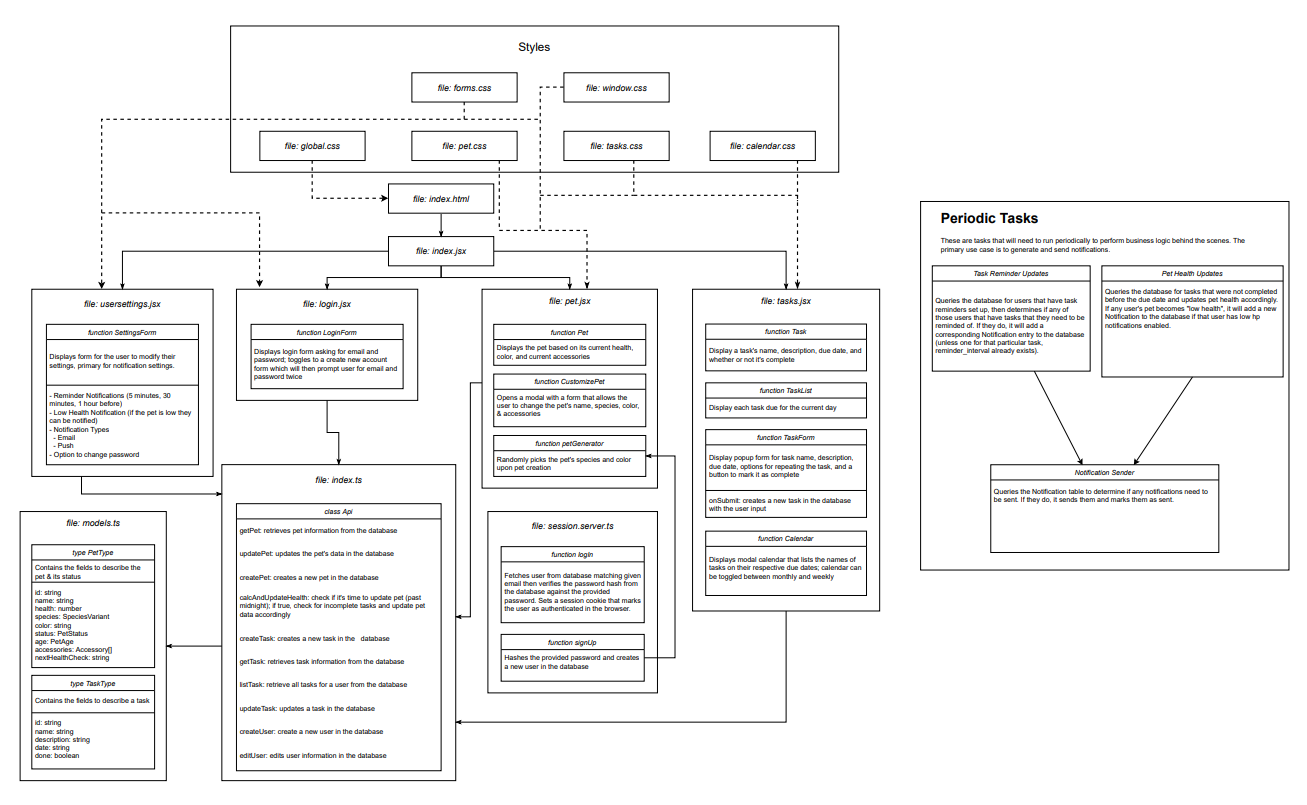 Styles
file: forms.css
file: window.css
file: global.css
file: pet.css
file: tasks.css
file: calendar.css
file: index.html
file: index.jsx
file: usersettings.jsx
function SettingsForm
Displays form for the user to modify their
settings, primary for notification settings.
- Reminder Notifications (5 minutes, 30
minutes, 1 hour before)
- Low Health Notification (if the pet is low they
can be notified)
- Notification Types
- Email
- Push
- Option to change password
file: login.jsx
function LoginForm
Displays login form asking for email and
password; toggles to a create new account
form which will then prompt user for email and
password twice
file: pet.jsx
function Pet
Displays the pet based on its current health,
color, and current accessories
function CustomizePet
Opens a modal with a form that allows the
user to change the pet's name, species, color,
& accessories
function petGenerator
Randomly picks the pet's species and color
upon pet creation
file: tasks.jsx
function Task
Display a task's name, description, due date, and
whether or not it's complete
function TaskList
Display each task due for the current day
function TaskForm
Display popup form for task name, description,
due date, options for repeating the task, and a
button to mark it as complete
onSubmit: creates a new task in the database
with the user input
function Calendar
Displays modal calendar that lists the names of
tasks on their respective due dates; calendar can
be toggled between monthly and weekly
file: models.ts
type PetType
Contains the fields to describe the
pet & its status
id: string
name: string
health: number
species: SpeciesVariant
color: string
status: PetStatus
age: PetAge
accessories: Accessory[]
nextHealthCheck: string
type TaskType
Contains the fields to describe a task
id: string
name: string
description: string
date: string
done: boolean
file: index.ts
class Api
getPet: retrieves pet information from the database
updatePet: updates the pet's data in the database
createPet: creates a new pet in the database
calcAndUpdateHealth: check if it's time to update pet (past
midnight); if true, check for incomplete tasks and update pet
data accordingly
createTask: creates a new task in the database
getTask: retrieves task information from the database
listTask: retrieve all tasks for a user from the database
updateTask: updates a task in the database
createUser: create a new user in the database
editUser: edits user information in the database
file: session.server.ts
function logIn
Fetches user from database matching given
email then verifies the password hash from
the database against the provided
password. Sets a session cookie that marks
the user as authenticated in the browser.
function signUp
Hashes the provided password and creates
a new user in the database
Periodic Tasks
These are tasks that will need to run periodically to perform business logic behind the scenes. The
primary use case is to generate and send notifications.
Task Reminder Updates
Queries the database for users that have task
reminders set up, then determines if any of
those users that have tasks that they need to be
reminded of. If they do, it will add a
corresponding Notification entry to the database
(unless one for that particular task,
reminder_interval already exists).
Pet Health Updates
Queries the database for tasks that were not completed
before the due date and updates pet health accordingly.
If any user's pet becomes "low health", it will add a new
Notification to the database if that user has low hp
notifications enabled.
Notification Sender
Queries the Notification table to determine if any notifications need to
be sent. If they do, it sends them and marks them as sent.